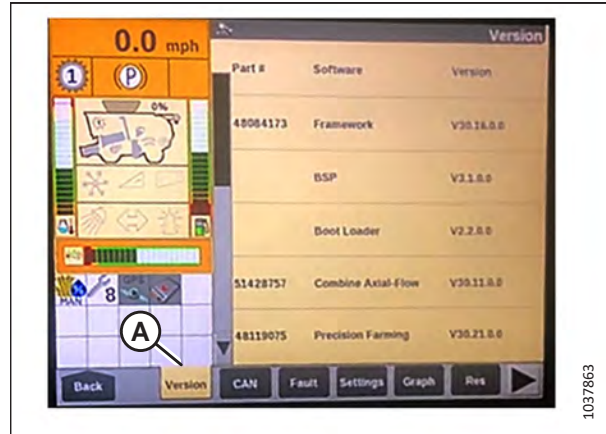 0.0 mph
Version
1
P
0%
Part # Software Version
48084173 Framework V30.16.0.0
BSP V3.1.0.0
Boot Loader V2.2.0.0
51428757 Combine Axial-Flow V30.11.0.0
48119075 Precision Farming V30.21.0.0
MAN
8
A
Back Version CAN Fault Settings Graph Res
1037863